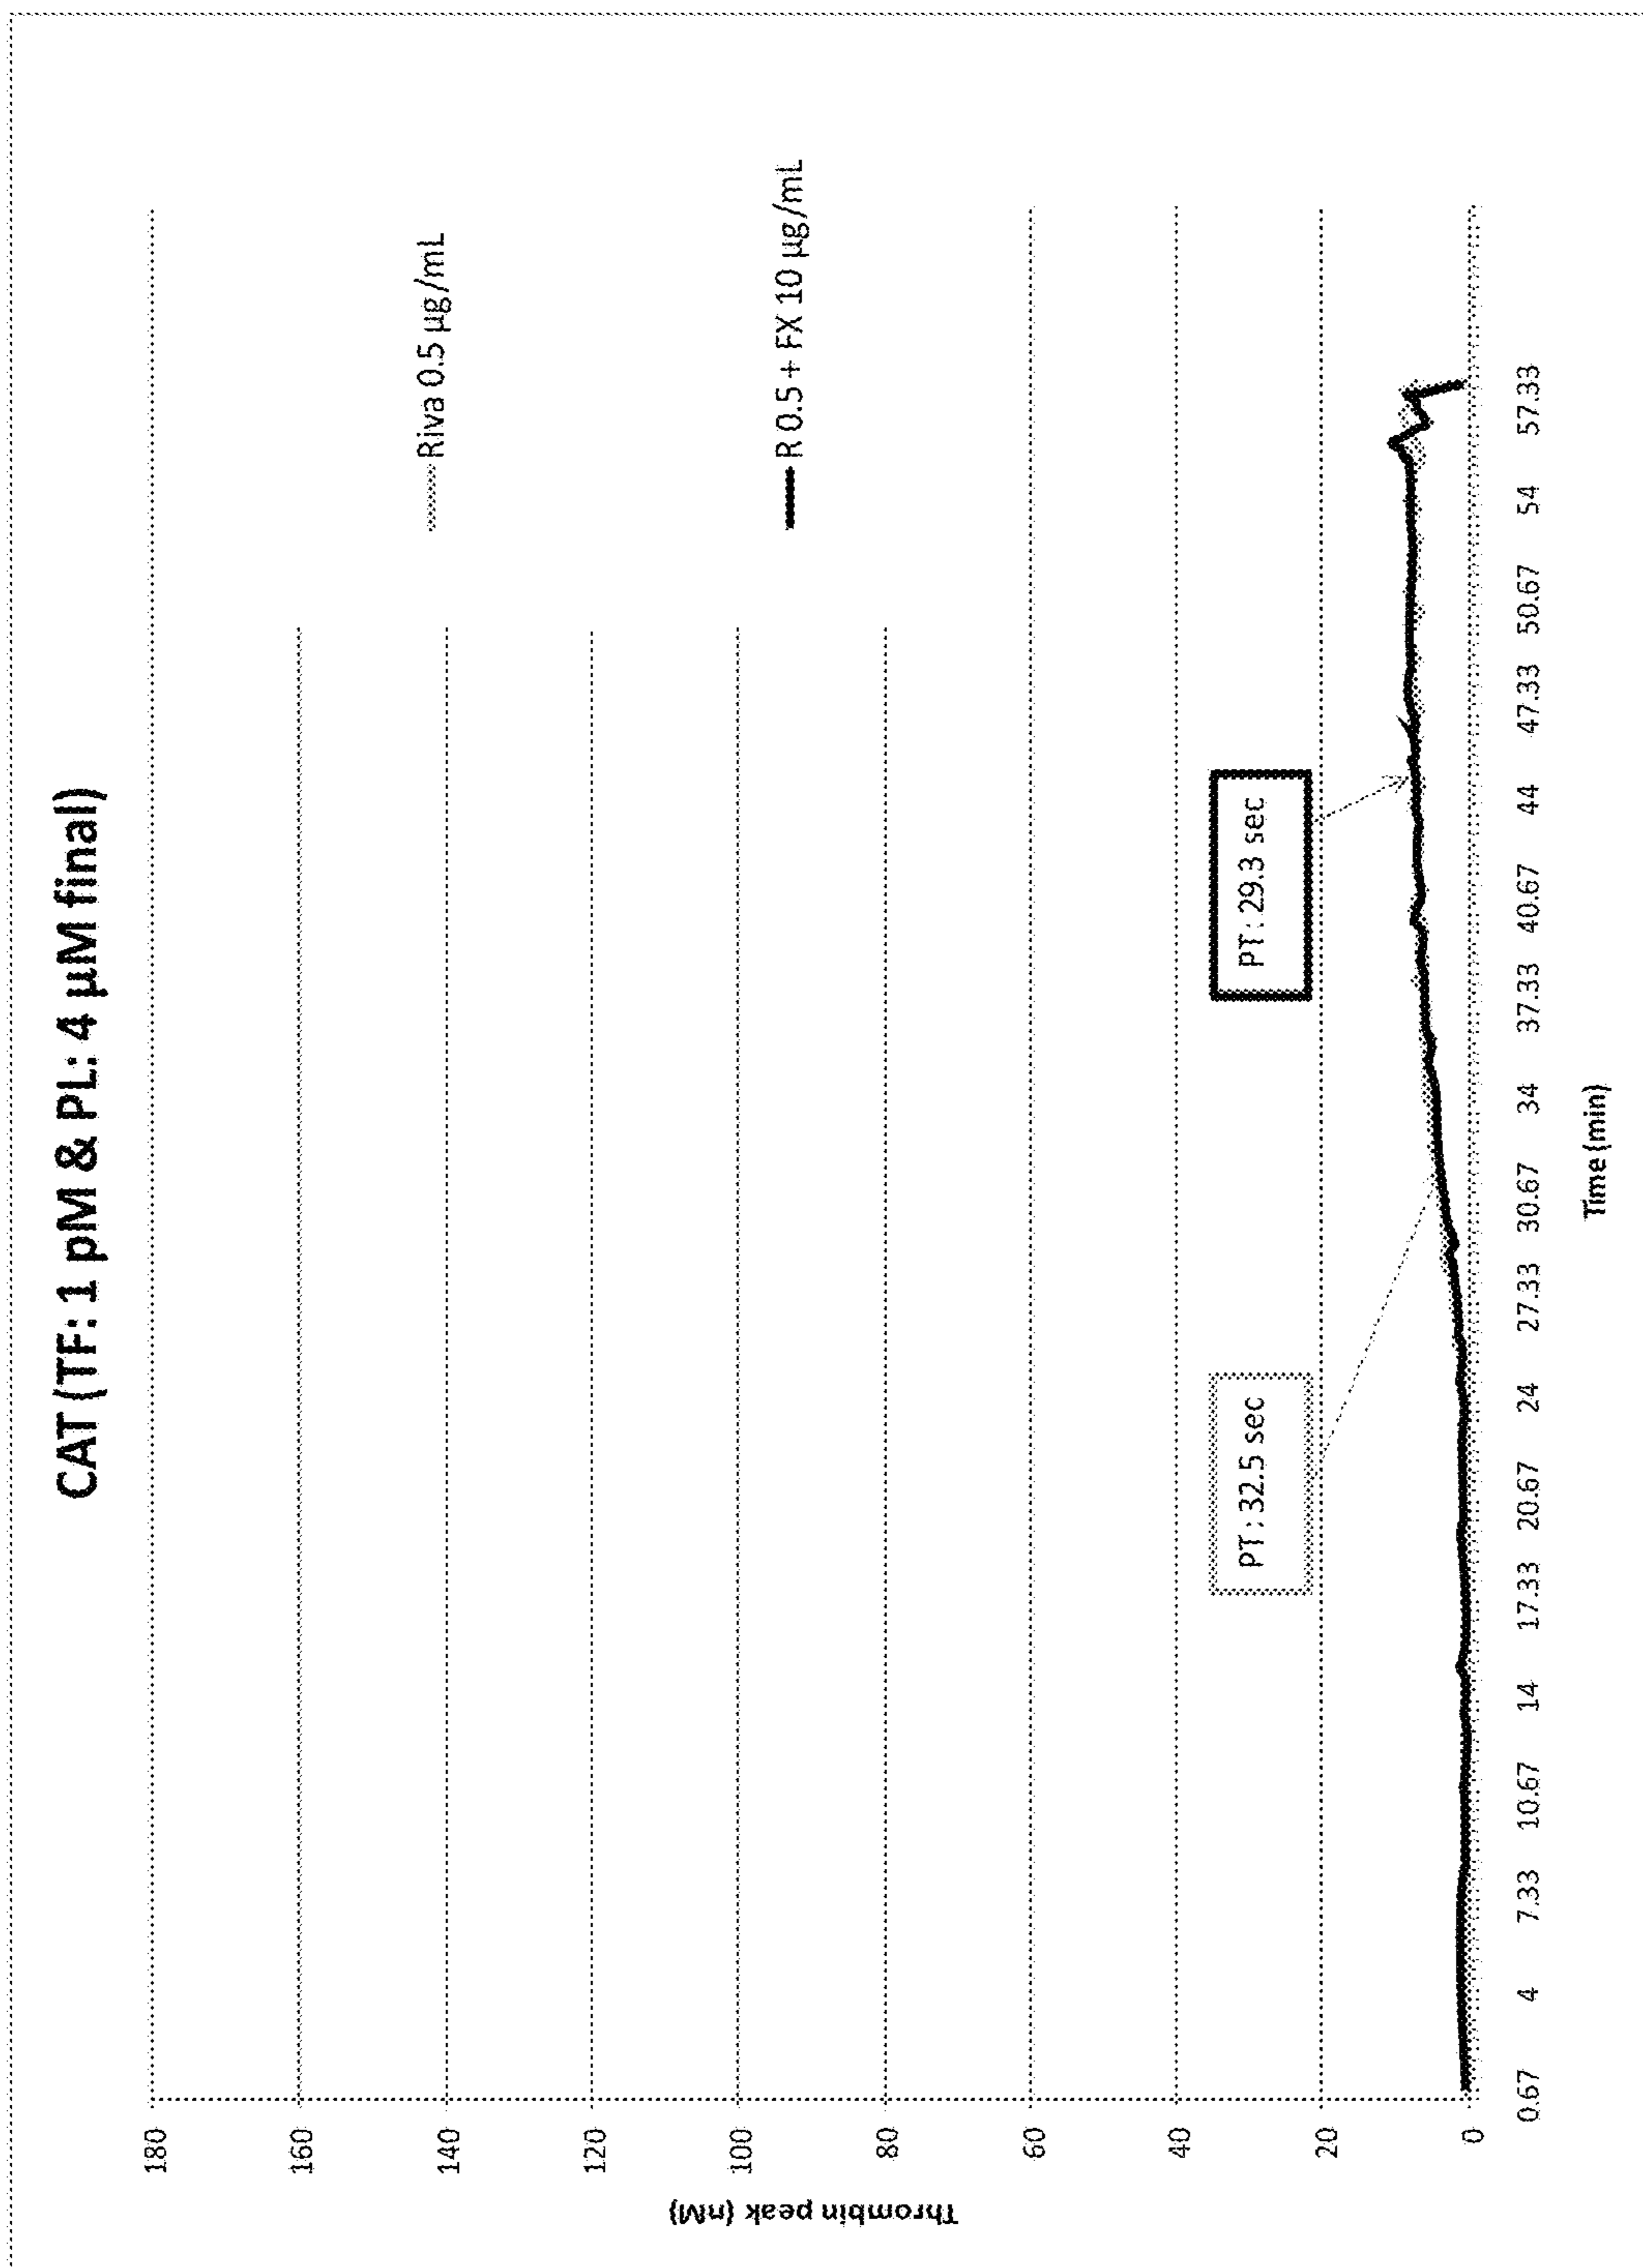 CAT (TF: 1 pM & PL: 4 µM final)
Thrombin peak (nM)
180
160
140
120
100
80
60
40
20
0
Riva 0.5 µg/mL
R 0.5 + FX 10 µg/mL
PT : 32.5 sec
PT : 29.3 sec
0.67 4 7.33 10.67 14 17.33 20.67 24 27.33 30.67 34 37.33 40.67 44 47.33 50.67 54 57.33
Time (min)